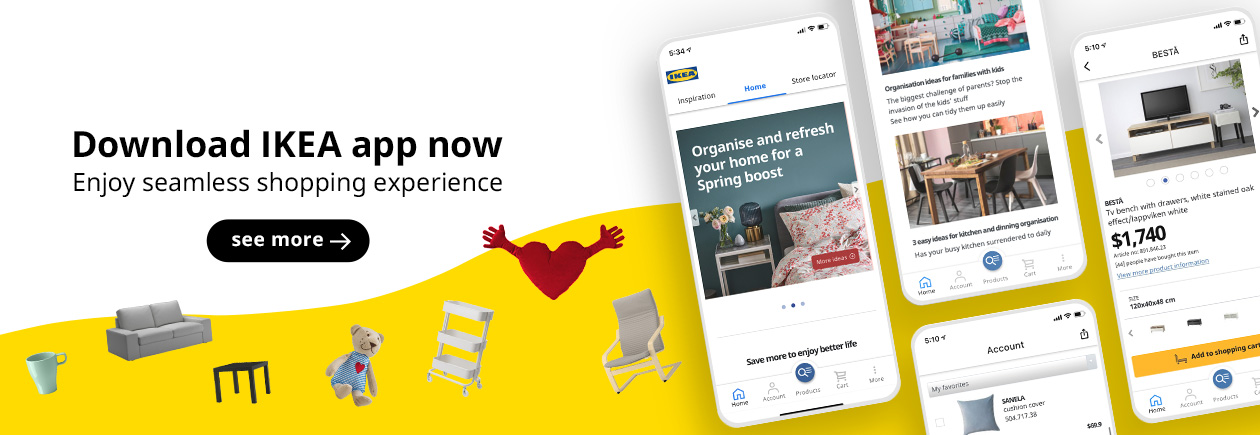 Download IKEA app now
Enjoy seamless shopping experience
see more
5:34
IKEA
Inspiration
Home
Store locator
Organise and refresh
your home for a
Spring boost
More ideas
Save more to enjoy better life
Home
Account
Products
Cart
More
Organisation ideas for families with kids
The biggest challenge of parents? Stop the
invasion of the kids' stuff
See how you can tidy them up easily
3 easy ideas for kitchen and dinning organisation
Has your busy kitchen surrendered to daily
Home
Account
Products
Cart
More
5:10
Account
My favorites
SANELA
cushion cover
504.717.38
$69.9
5:10
BESTÅ
BESTÅ
Tv bench with drawers, white stained oak
effect/lappviken white
$1,740
Article no: 
people have bought this item
View more product information
SIZE
120x40x48 cm
Add to shopping cart
Home
Account
Products